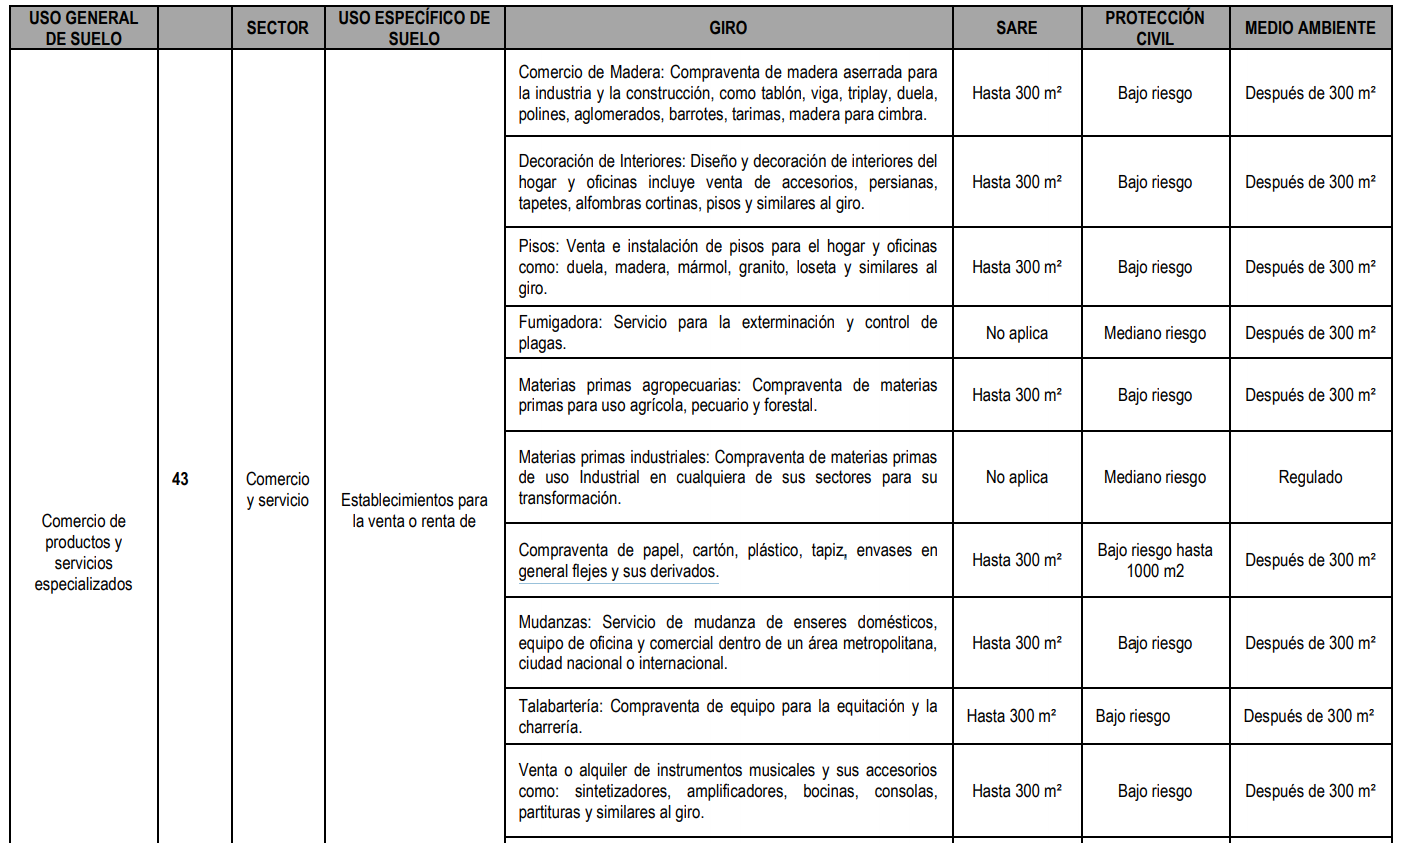 USO GENERAL
DE SUELO
SECTOR
USO ESPECÍFICO DE
SUELO
GIRO
SARE
PROTECCIÓN
CIVIL
MEDIO AMBIENTE
Comercio de
productos y
servicios
especializados
43
Comercio
y servicio
Establecimientos para
la venta o renta de
Comercio de Madera: Compraventa de madera aserrada para
la industria y la construcción, como tablón, viga, triplay, duela,
polines, aglomerados, barrotes, tarimas, madera para cimbra.
Hasta 300 m²
Bajo riesgo
Después de 300 m²
Decoración de Interiores: Diseño y decoración de interiores del
hogar y oficinas incluye venta de accesorios, persianas,
tapetes, alfombras cortinas, pisos y similares al giro.
Hasta 300 m²
Bajo riesgo
Después de 300 m²
Pisos: Venta e instalación de pisos para el hogar y oficinas
como: duela, madera, mármol, granito, loseta y similares al
giro.
Hasta 300 m²
Bajo riesgo
Después de 300 m²
Fumigadora: Servicio para la exterminación y control de
plagas.
No aplica
Mediano riesgo
Después de 300 m²
Materias primas agropecuarias: Compraventa de materias
primas para uso agrícola, pecuario y forestal.
Hasta 300 m²
Bajo riesgo
Después de 300 m²
Materias primas industriales: Compraventa de materias primas
de uso Industrial en cualquiera de sus sectores para su
transformación.
No aplica
Mediano riesgo
Regulado
Compraventa de papel, cartón, plástico, tapiz, envases en
general flejes y sus derivados.
Hasta 300 m²
Bajo riesgo hasta
1000 m2
Después de 300 m²
Mudanzas: Servicio de mudanza de enseres domésticos,
equipo de oficina y comercial dentro de un área metropolitana,
ciudad nacional o internacional.
Hasta 300 m²
Bajo riesgo
Después de 300 m²
Talabartería: Compraventa de equipo para la equitación y la
charrería.
Hasta 300 m²
Bajo riesgo
Después de 300 m²
Venta o alquiler de instrumentos musicales y sus accesorios
como: sintetizadores, amplificadores, bocinas, consolas,
partituras y similares al giro.
Hasta 300 m²
Bajo riesgo
Después de 300 m²